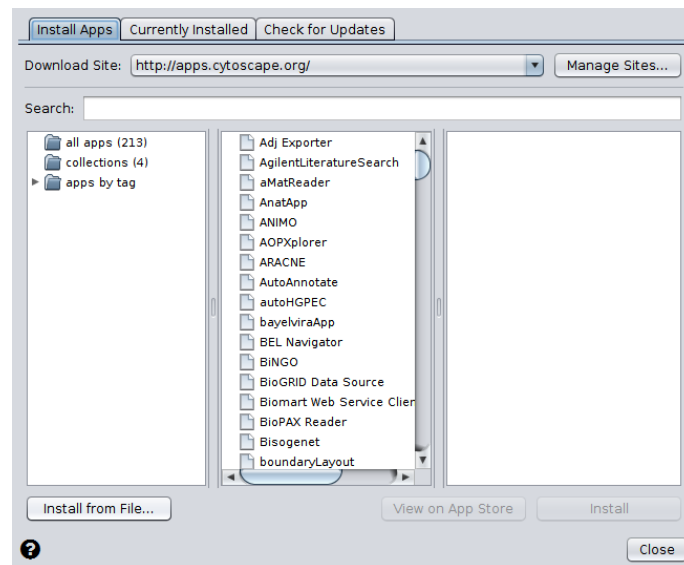 Install Apps Currently Installed Check for Updates
Download Site: http://apps.cytoscape.org/ Manage Sites...
Search:
all apps (213)
collections (4)
apps by tag
Adj Exporter
AgilentLiteratureSearch
aMatReader
AnatApp
ANIMO
AOPXplorer
ARACNE
AutoAnnotate
autoHGPEC
bayelviraApp
BEL Navigator
BiNGO
BioGRID Data Source
Biomart Web Service Clien
BioPAX Reader
Bisogenet
boundaryLayout
Install from File... View on App Store Install
? Close